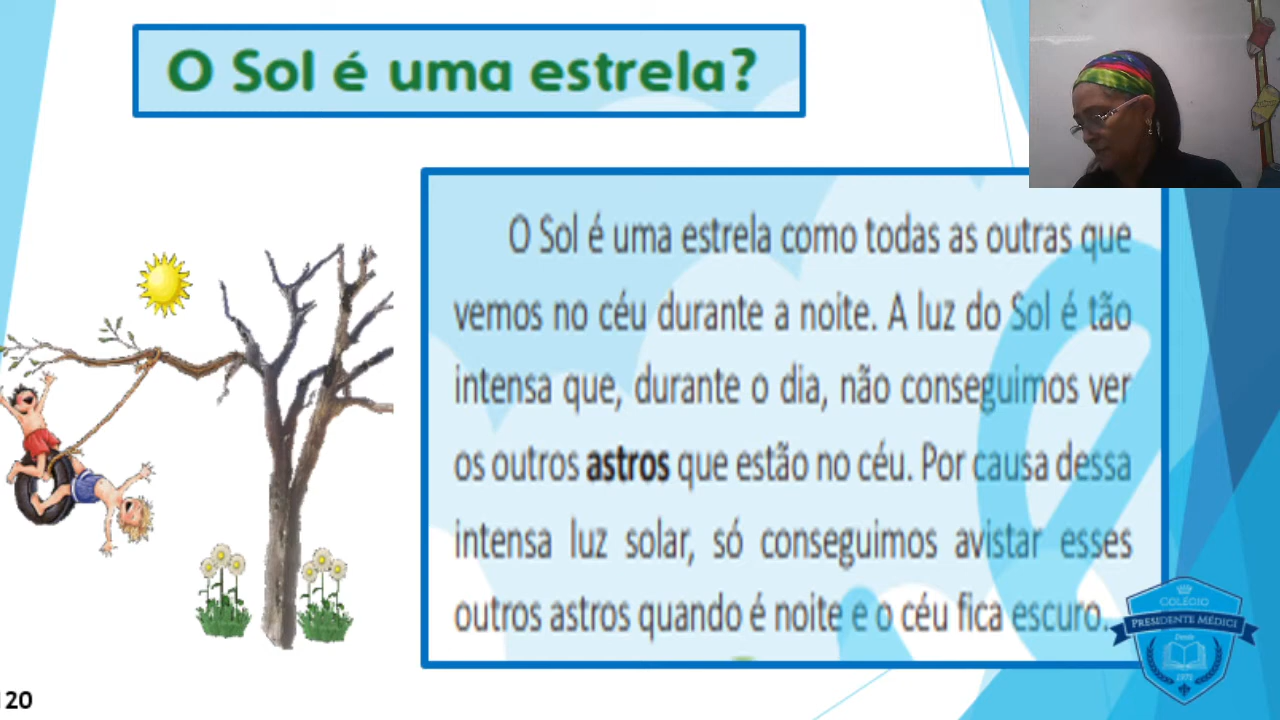 O Sol é uma estrela?
O Sol é uma estrela como todas as outras que
vemos no céu durante a noite. A luz do Sol é tão
intensa que, durante o dia, não conseguimos ver
os outros astros que estão no céu. Por causa dessa
intensa luz solar, só conseguimos avistar esses
outros astros quando é noite e o céu fica escuro...
COLÉGIO
PRESIDENTE MÉDICI
Desde
120